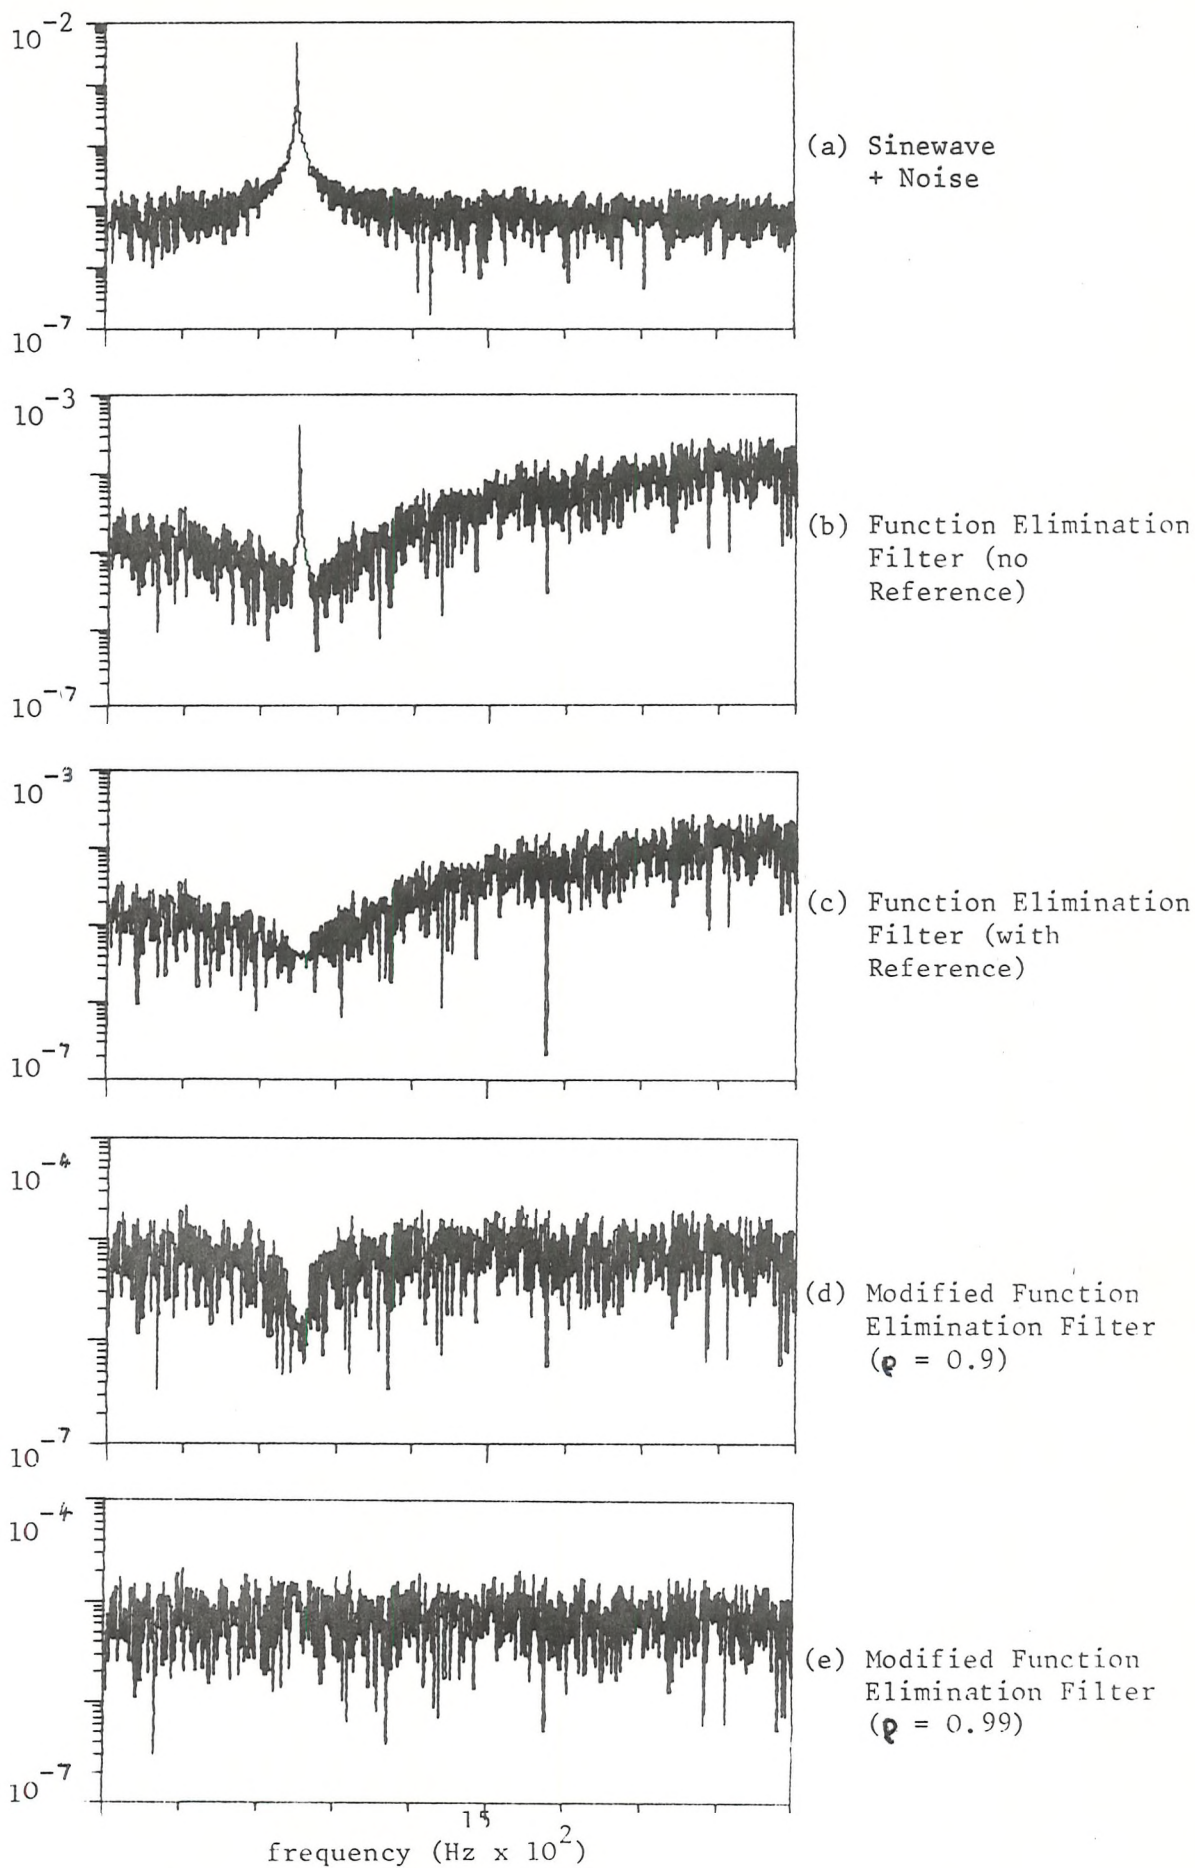 10^-2
(a) Sinewave
+ Noise
10^-7
10^-3
(b) Function Elimination
Filter (no
Reference)
10^-7
10^-3
(c) Function Elimination
Filter (with
Reference)
10^-7
10^-4
(d) Modified Function
Elimination Filter
(ϱ = 0.9)
10^-7
10^-4
(e) Modified Function
Elimination Filter
(ϱ = 0.99)
10^-7
15
frequency (Hz x 10^2)